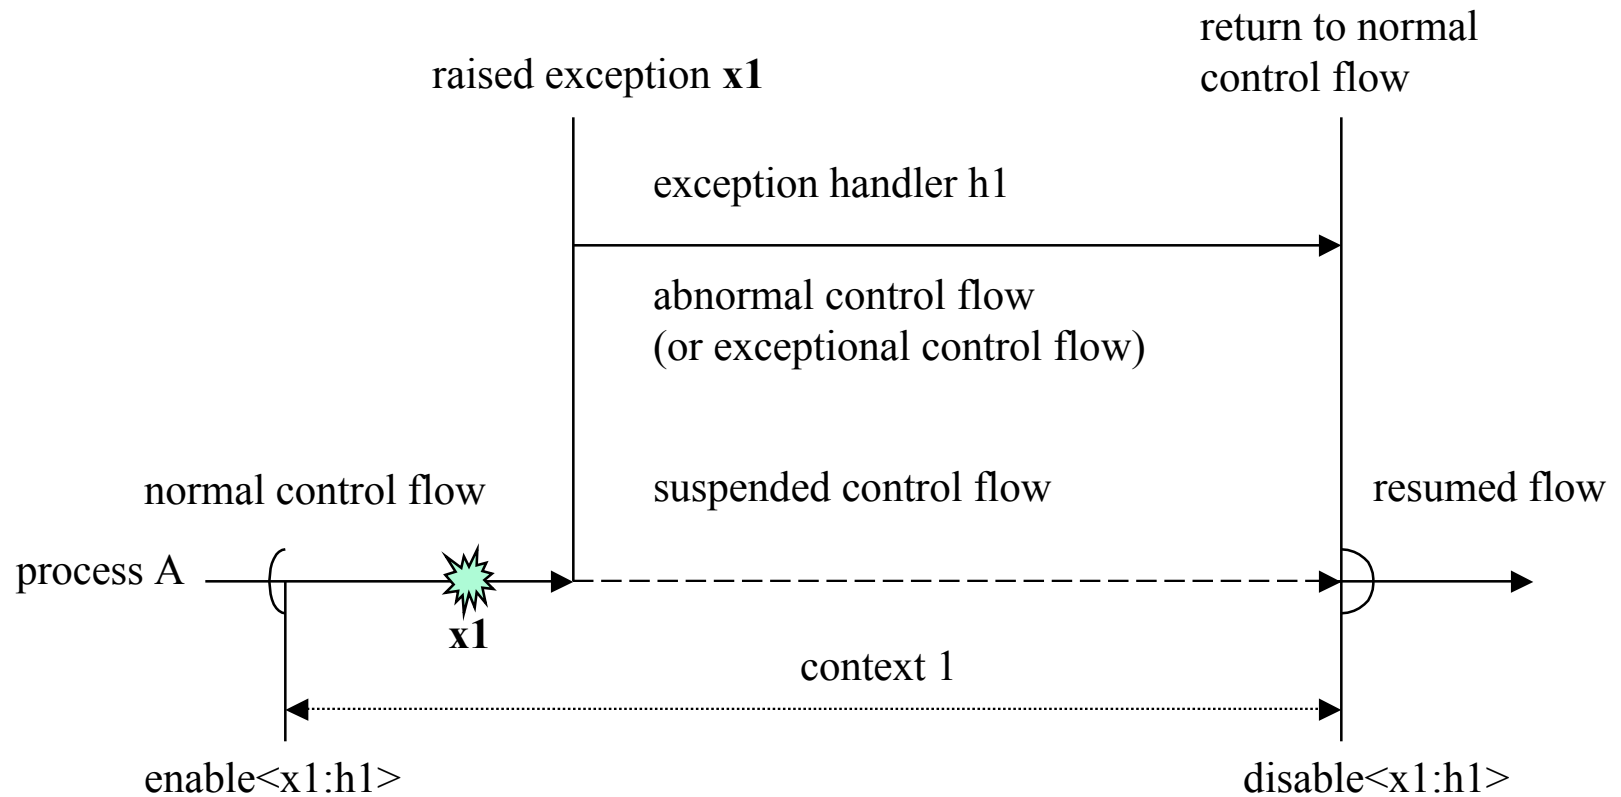 return to normal
control flow
raised exception x1
exception handler h1
abnormal control flow
(or exceptional control flow)
normal control flow
suspended control flow
resumed flow
process A
x1
context 1
enable<x1:h1>
disable<x1:h1>